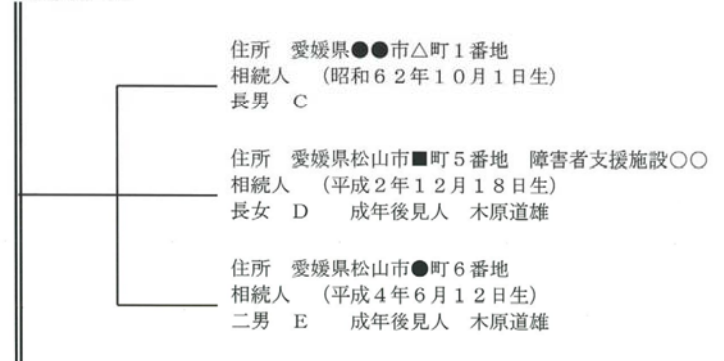 住所　愛媛県●●市△町１番地
相続人　（昭和６２年１０月１日生）
長男　Ｃ
住所　愛媛県松山市■町５番地　障害者支援施設〇〇
相続人　（平成２年１２月１８日生）
長女　Ｄ　　成年後見人　木原道雄
住所　愛媛県松山市●町６番地
相続人　（平成４年６月１２日生）
二男　Ｅ　　成年後見人　木原道雄